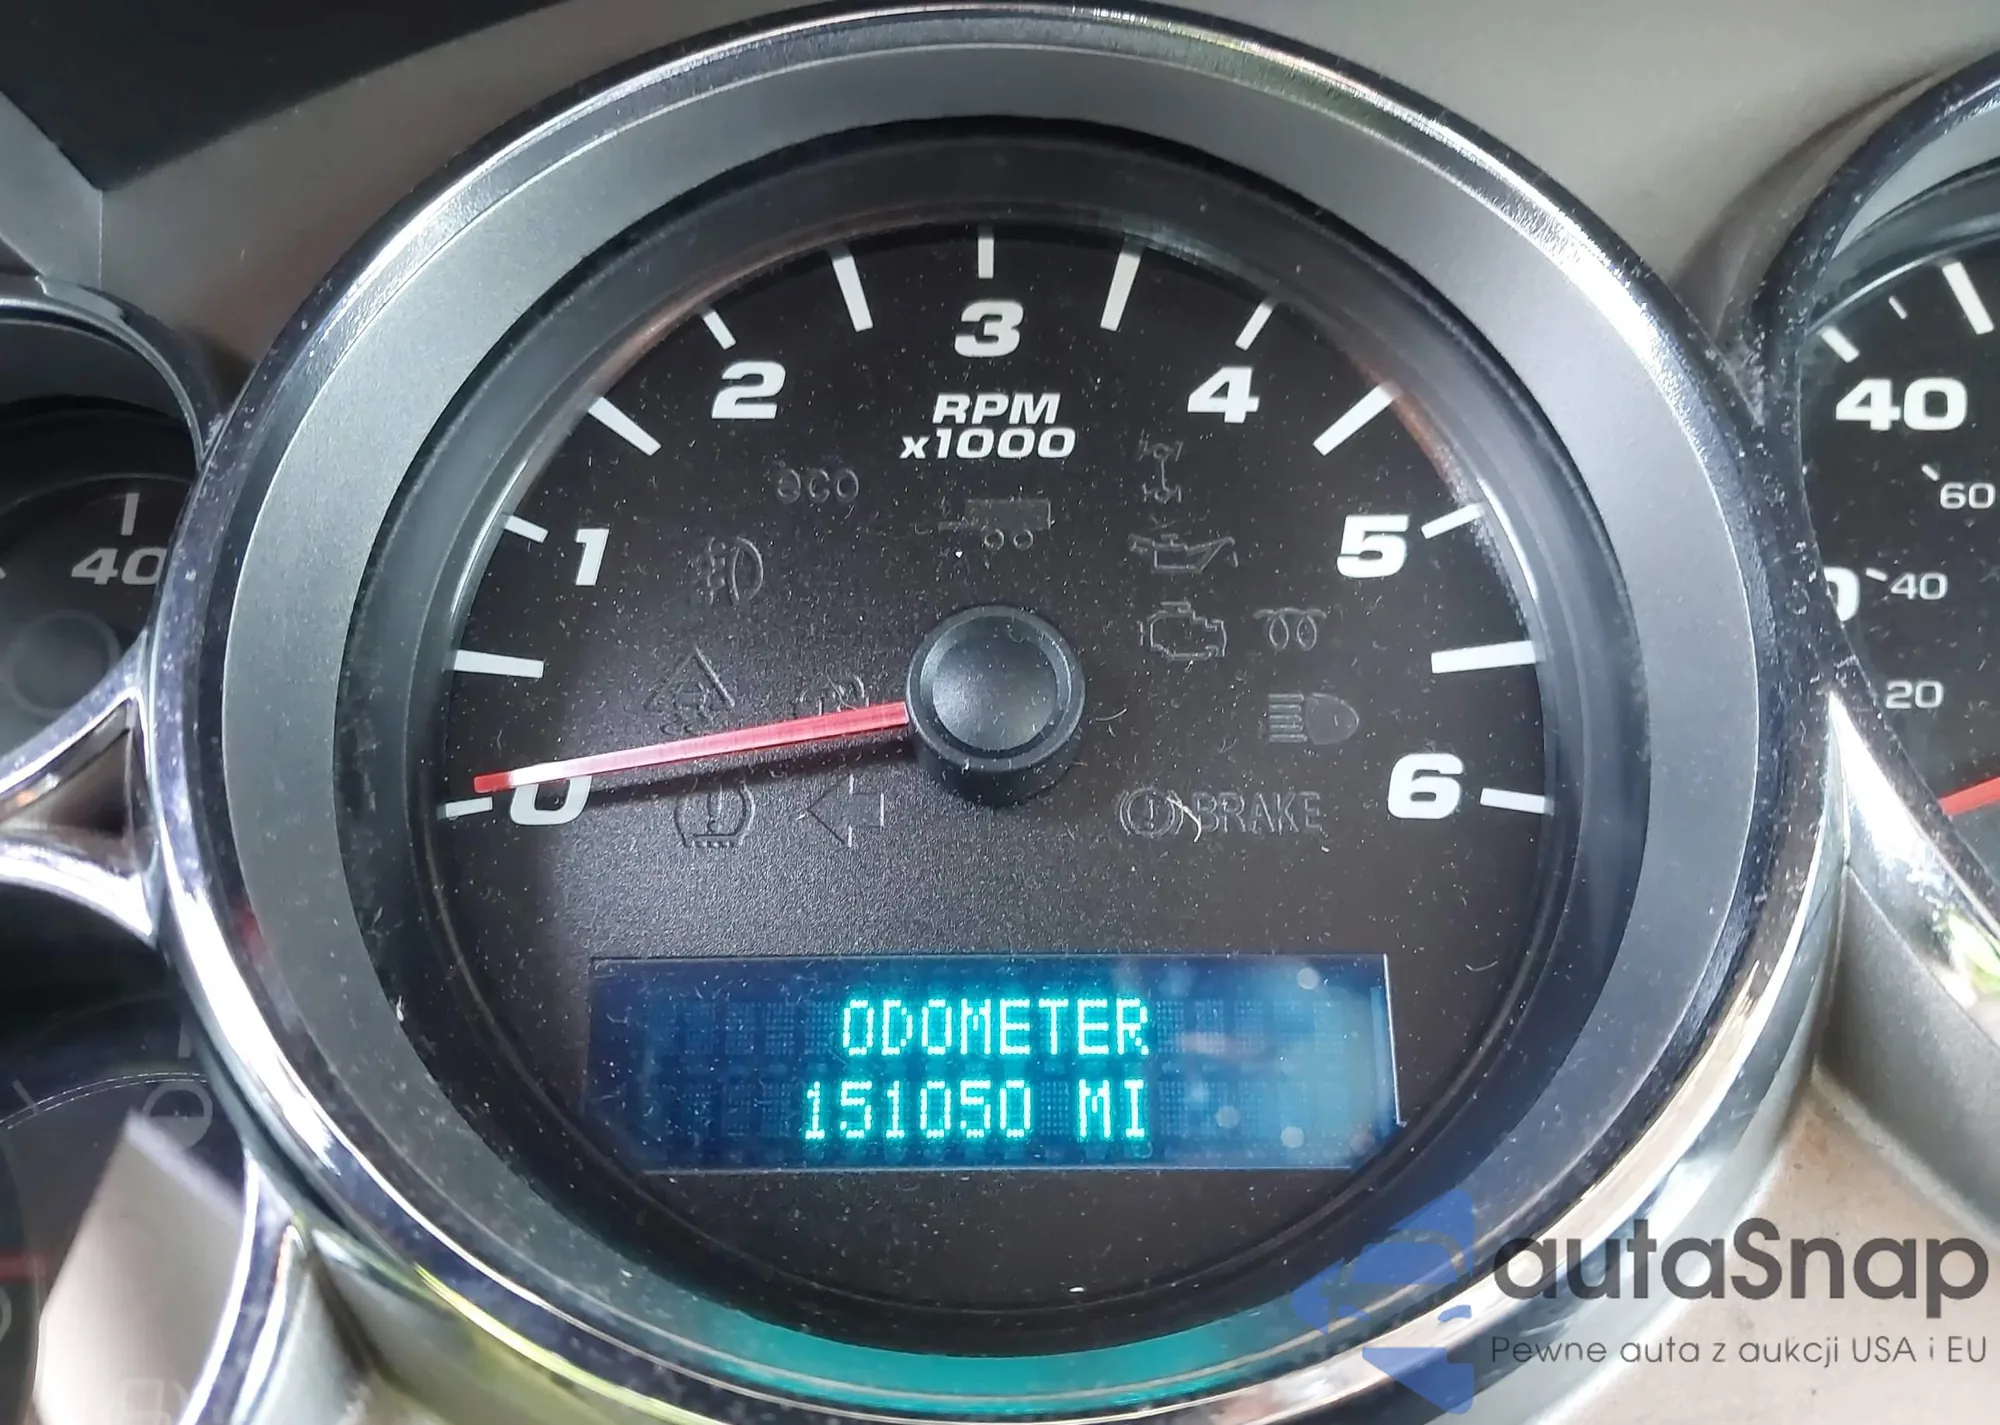 3
2
4
RPM
x1000
1
5
0
6
BRAKE
ODOMETER
151050 MI
40
40
60
40
20
autaSnap
Pewne auta z aukcji USA i EU